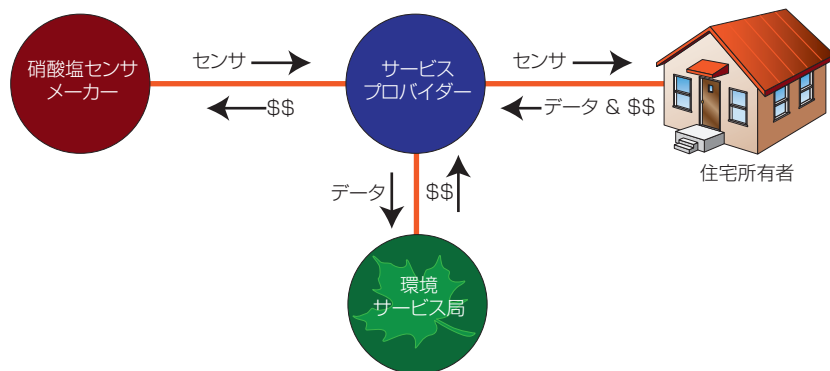 硝酸塩センサ
メーカー
センサ
$$
サービス
プロバイダー
センサ
データ & $$
住宅所有者
データ
$$
環境
サービス局